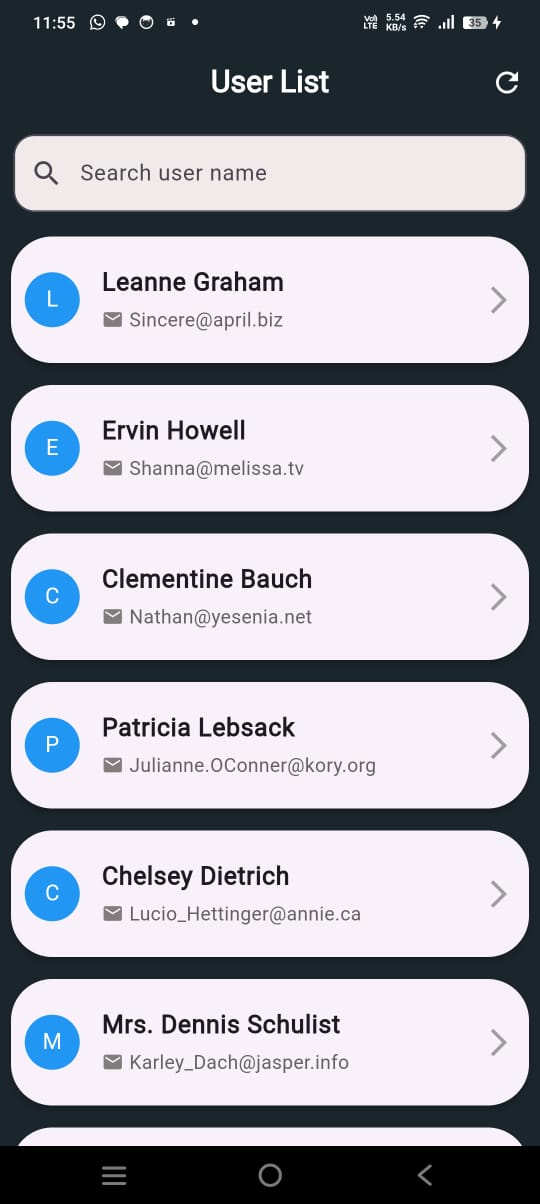 11:55 Vo) LTE 5.54 KB/s 35
User List
Search user name
L Leanne Graham
Sincere@april.biz
E Ervin Howell
Shanna@melissa.tv
C Clementine Bauch
Nathan@yesenia.net
P Patricia Lebsack
Julianne.OConner@kory.org
C Chelsey Dietrich
Lucio_Hettinger@annie.ca
M Mrs. Dennis Schulist
Karley_Dach@jasper.info